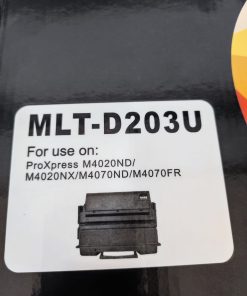 MLT-D203U
For use on:
ProXpress M4020ND/
M4020NX/M4070ND/M4070FR